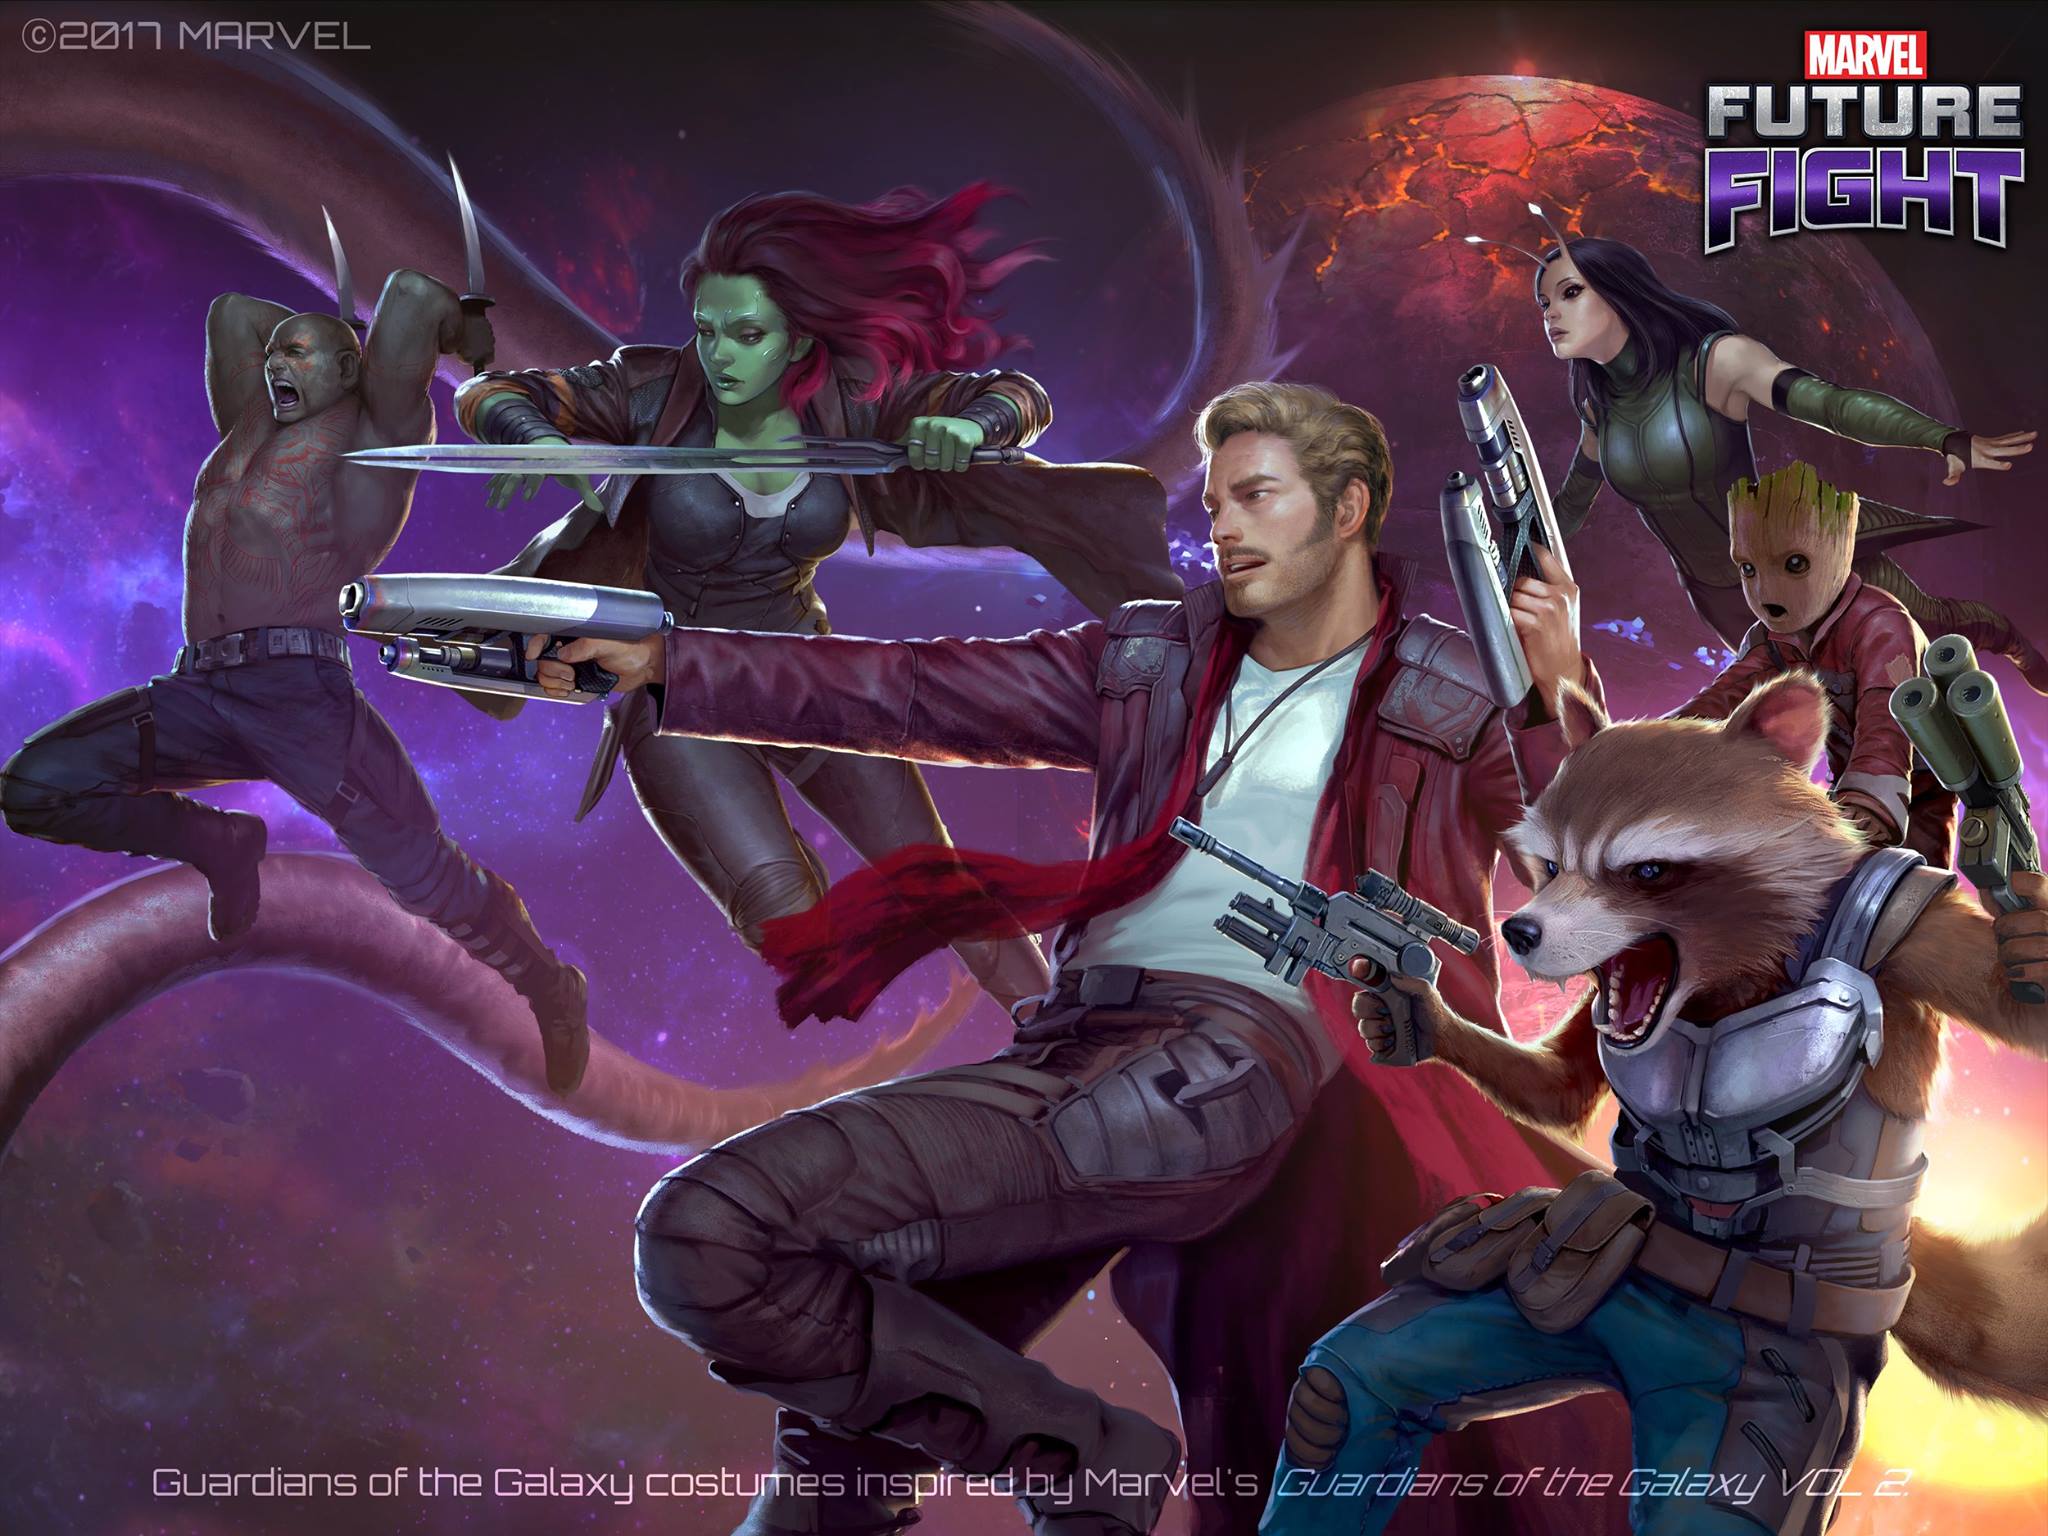 ©2017 MARVEL
MARVEL
FUTURE
FIGHT
Guardians of the Galaxy costumes inspired by Marvel's Guardians of the Galaxy VOL 2.